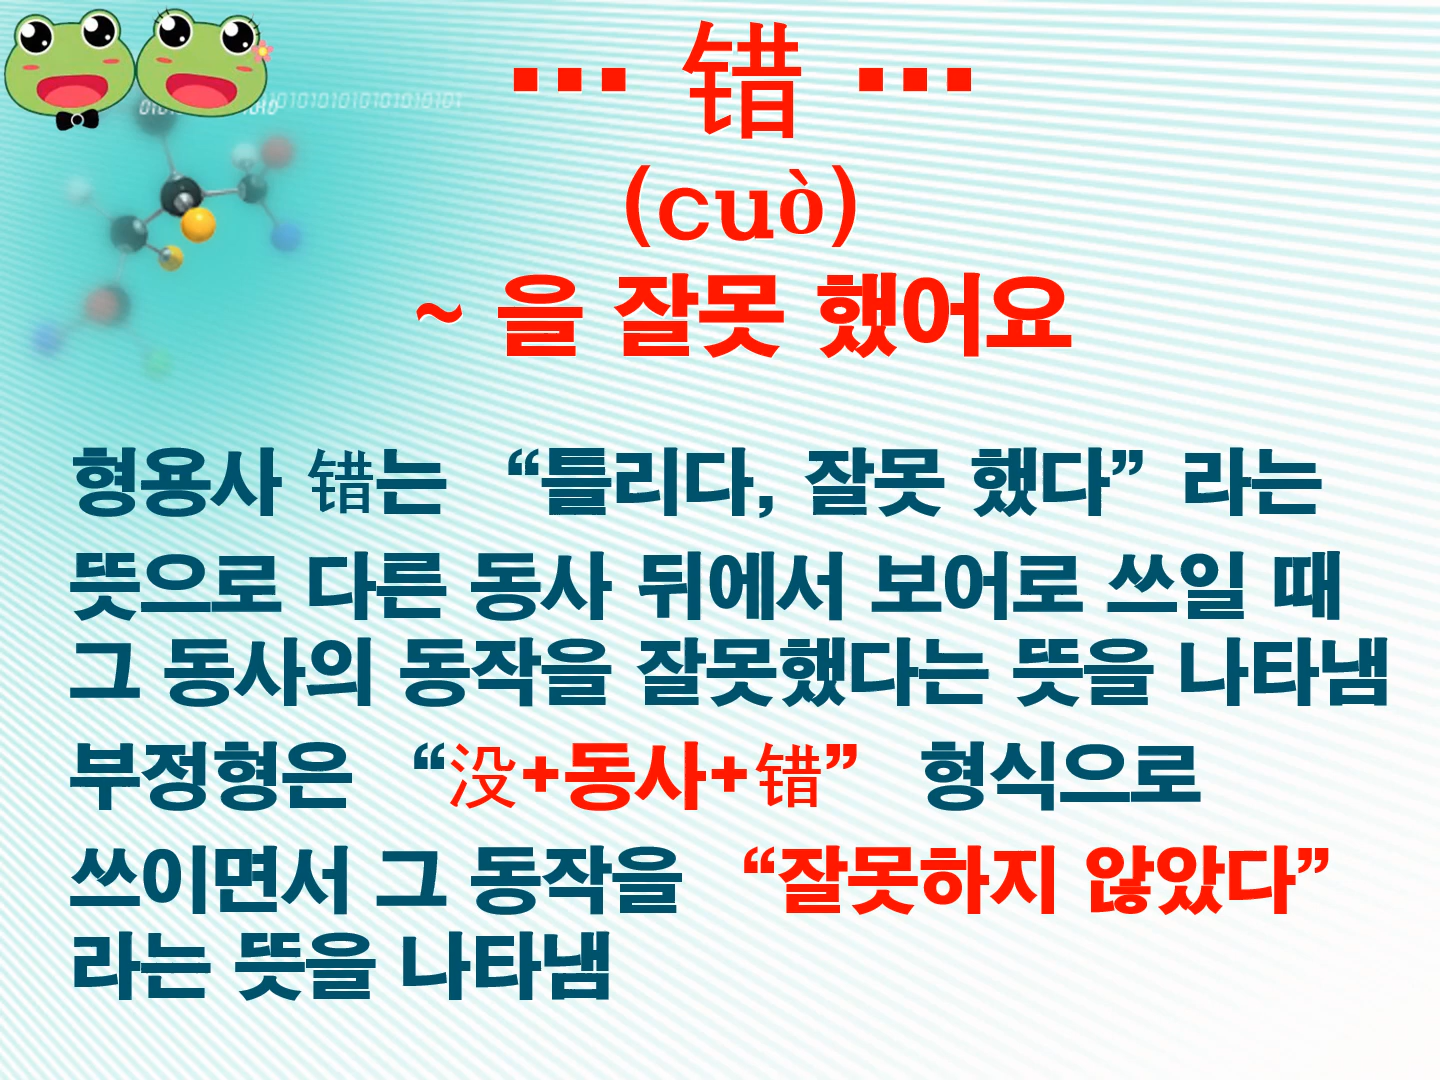 … 错 …
(cuò)
~ 을 잘못 했어요
형용사 错는 “틀리다, 잘못 했다” 라는
뜻으로 다른 동사 뒤에서 보어로 쓰일 때
그 동사의 동작을 잘못했다는 뜻을 나타냄
부정형은 “没+동사+错” 형식으로
쓰이면서 그 동작을 “잘못하지 않았다”
라는 뜻을 나타냄